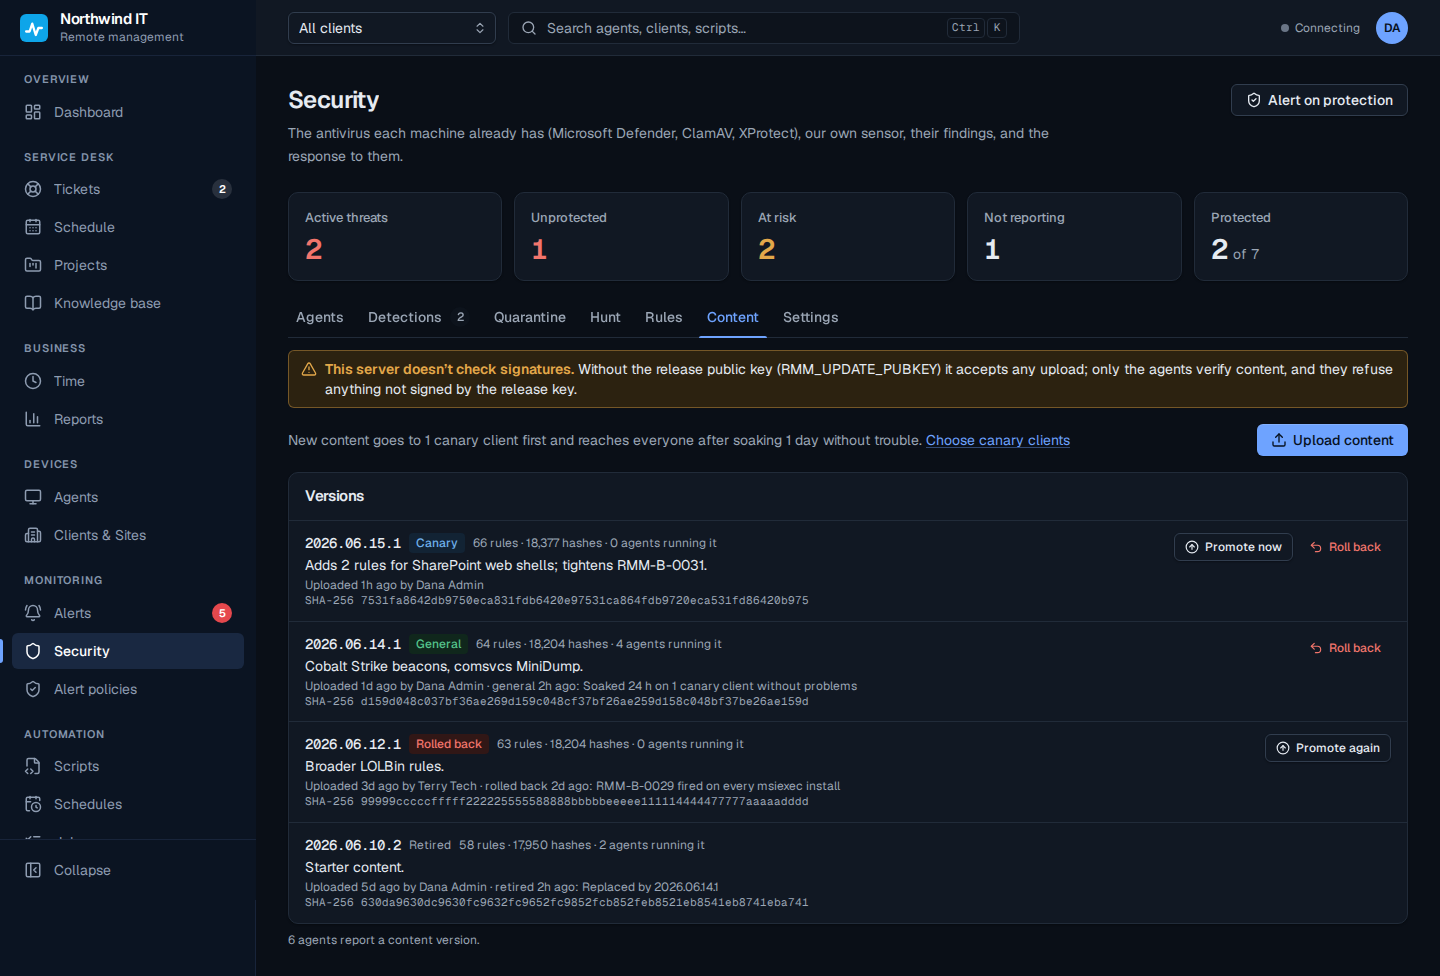 Northwind IT
Remote management
All clients
Search agents, clients, scripts…
Ctrl K
Connecting
DA
OVERVIEW
Dashboard
SERVICE DESK
Tickets 2
Schedule
Projects
Knowledge base
BUSINESS
Time
Reports
DEVICES
Agents
Clients & Sites
MONITORING
Alerts 5
Security
Alert policies
AUTOMATION
Scripts
Schedules
Collapse
Security
Alert on protection
The antivirus each machine already has (Microsoft Defender, ClamAV, XProtect), our own sensor, their findings, and the
response to them.
Active threats
2
Unprotected
1
At risk
2
Not reporting
1
Protected
2 of 7
Agents Detections 2 Quarantine Hunt Rules Content Settings
This server doesn't check signatures. Without the release public key (RMM_UPDATE_PUBKEY) it accepts any upload; only the agents verify content, and they refuse
anything not signed by the release key.
New content goes to 1 canary client first and reaches everyone after soaking 1 day without trouble. Choose canary clients
Upload content
Versions
2026.06.15.1 Canary 66 rules · 18,377 hashes · 0 agents running it
Promote now Roll back
Adds 2 rules for SharePoint web shells; tightens RMM-B-0031.
Uploaded 1h ago by Dana Admin
SHA-256 7531fa8642db9750eca831fdb6420e97531ca864fdb9720eca531fd86420b975
2026.06.14.1 General 64 rules · 18,204 hashes · 4 agents running it
Roll back
Cobalt Strike beacons, comsvcs MiniDump.
Uploaded 1d ago by Dana Admin · general 2h ago: Soaked 24 h on 1 canary client without problems
SHA-256 d159d048c037bf36ae269d159c048cf37bf26ae259d158c048bf37be26ae159d
2026.06.12.1 Rolled back 63 rules · 18,204 hashes · 0 agents running it
Promote again
Broader LOLBin rules.
Uploaded 3d ago by Terry Tech · rolled back 2d ago: RMM-B-0029 fired on every msiexec install
SHA-256 99999cccccfffff222225555588888bbbbbeeeee111114444477777aaaaadddd
2026.06.10.2 Retired 58 rules · 17,950 hashes · 2 agents running it
Starter content.
Uploaded 5d ago by Dana Admin · retired 2h ago: Replaced by 2026.06.14.1
SHA-256 630da9630dc9630fc9632fc9652fc9852fcb852feb8521eb8541eb8741eba741
6 agents report a content version.